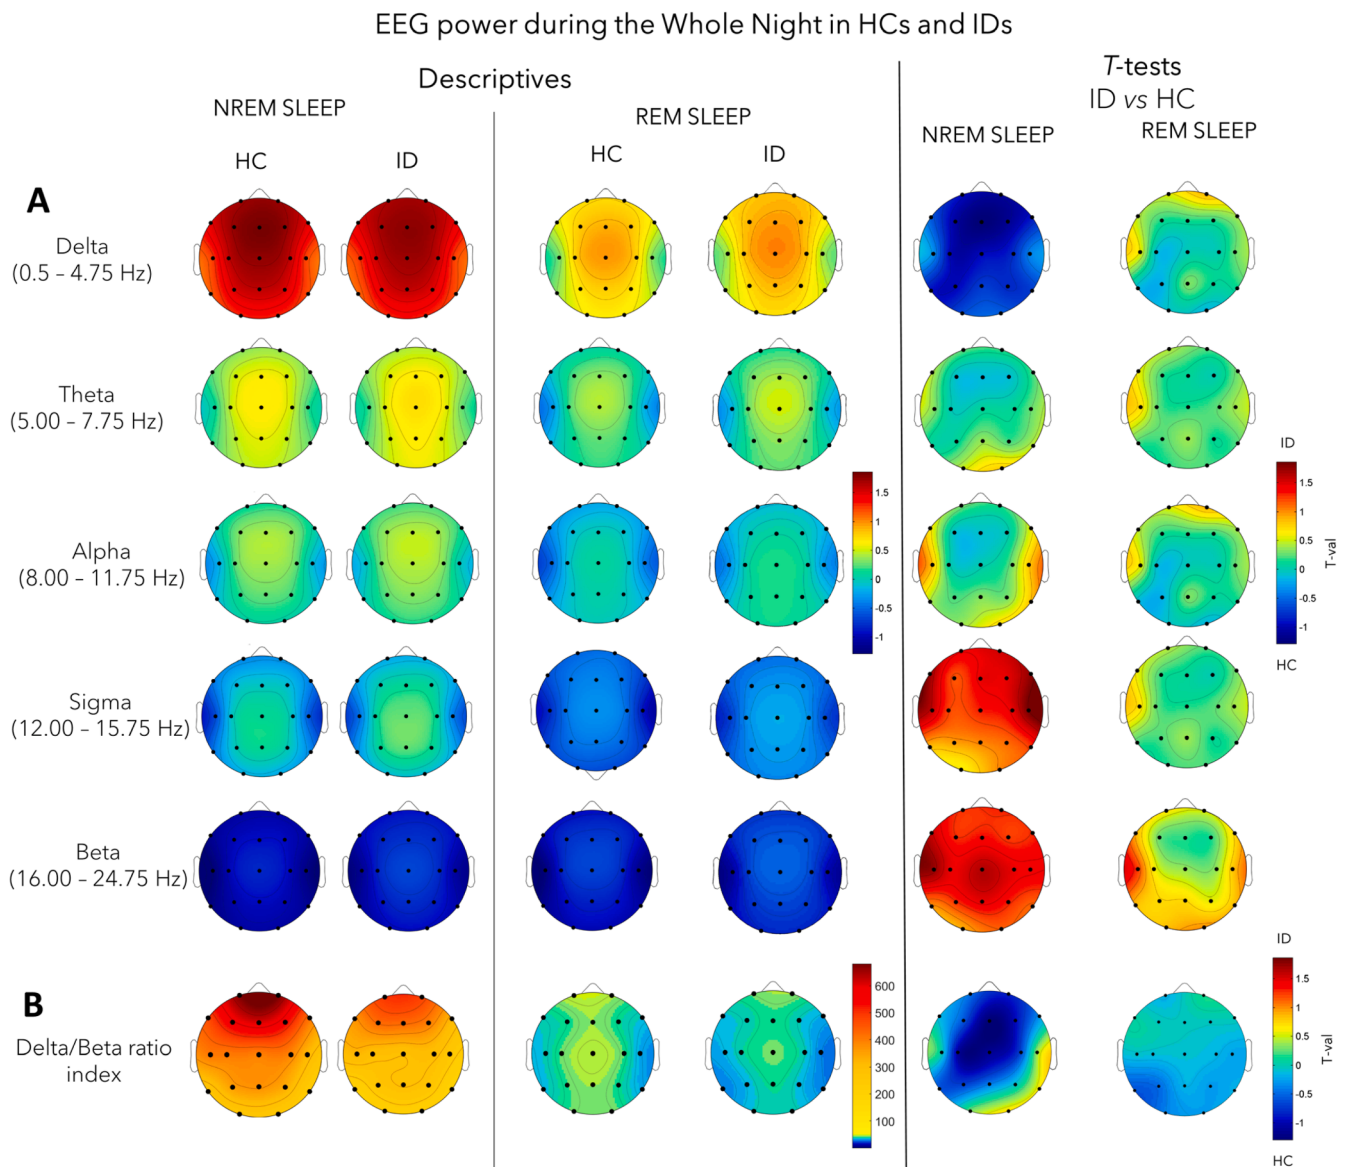 EEG power during the Whole Night in HCs and IDs
Descriptives
T-tests
ID vs HC
NREM SLEEP
REM SLEEP
NREM SLEEP
REM SLEEP
HC
ID
HC
ID
A
Delta
(0.5 – 4.75 Hz)
Theta
(5.00 – 7.75 Hz)
Alpha
(8.00 – 11.75 Hz)
Sigma
(12.00 – 15.75 Hz)
Beta
(16.00 – 24.75 Hz)
1.5
1
0.5
0
-0.5
-1
ID
1.5
1
0.5
0
-0.5
-1
T-val
HC
B
Delta/Beta ratio
index
600
500
400
300
200
100
ID
1.5
1
0.5
0
-0.5
-1
T-val
HC